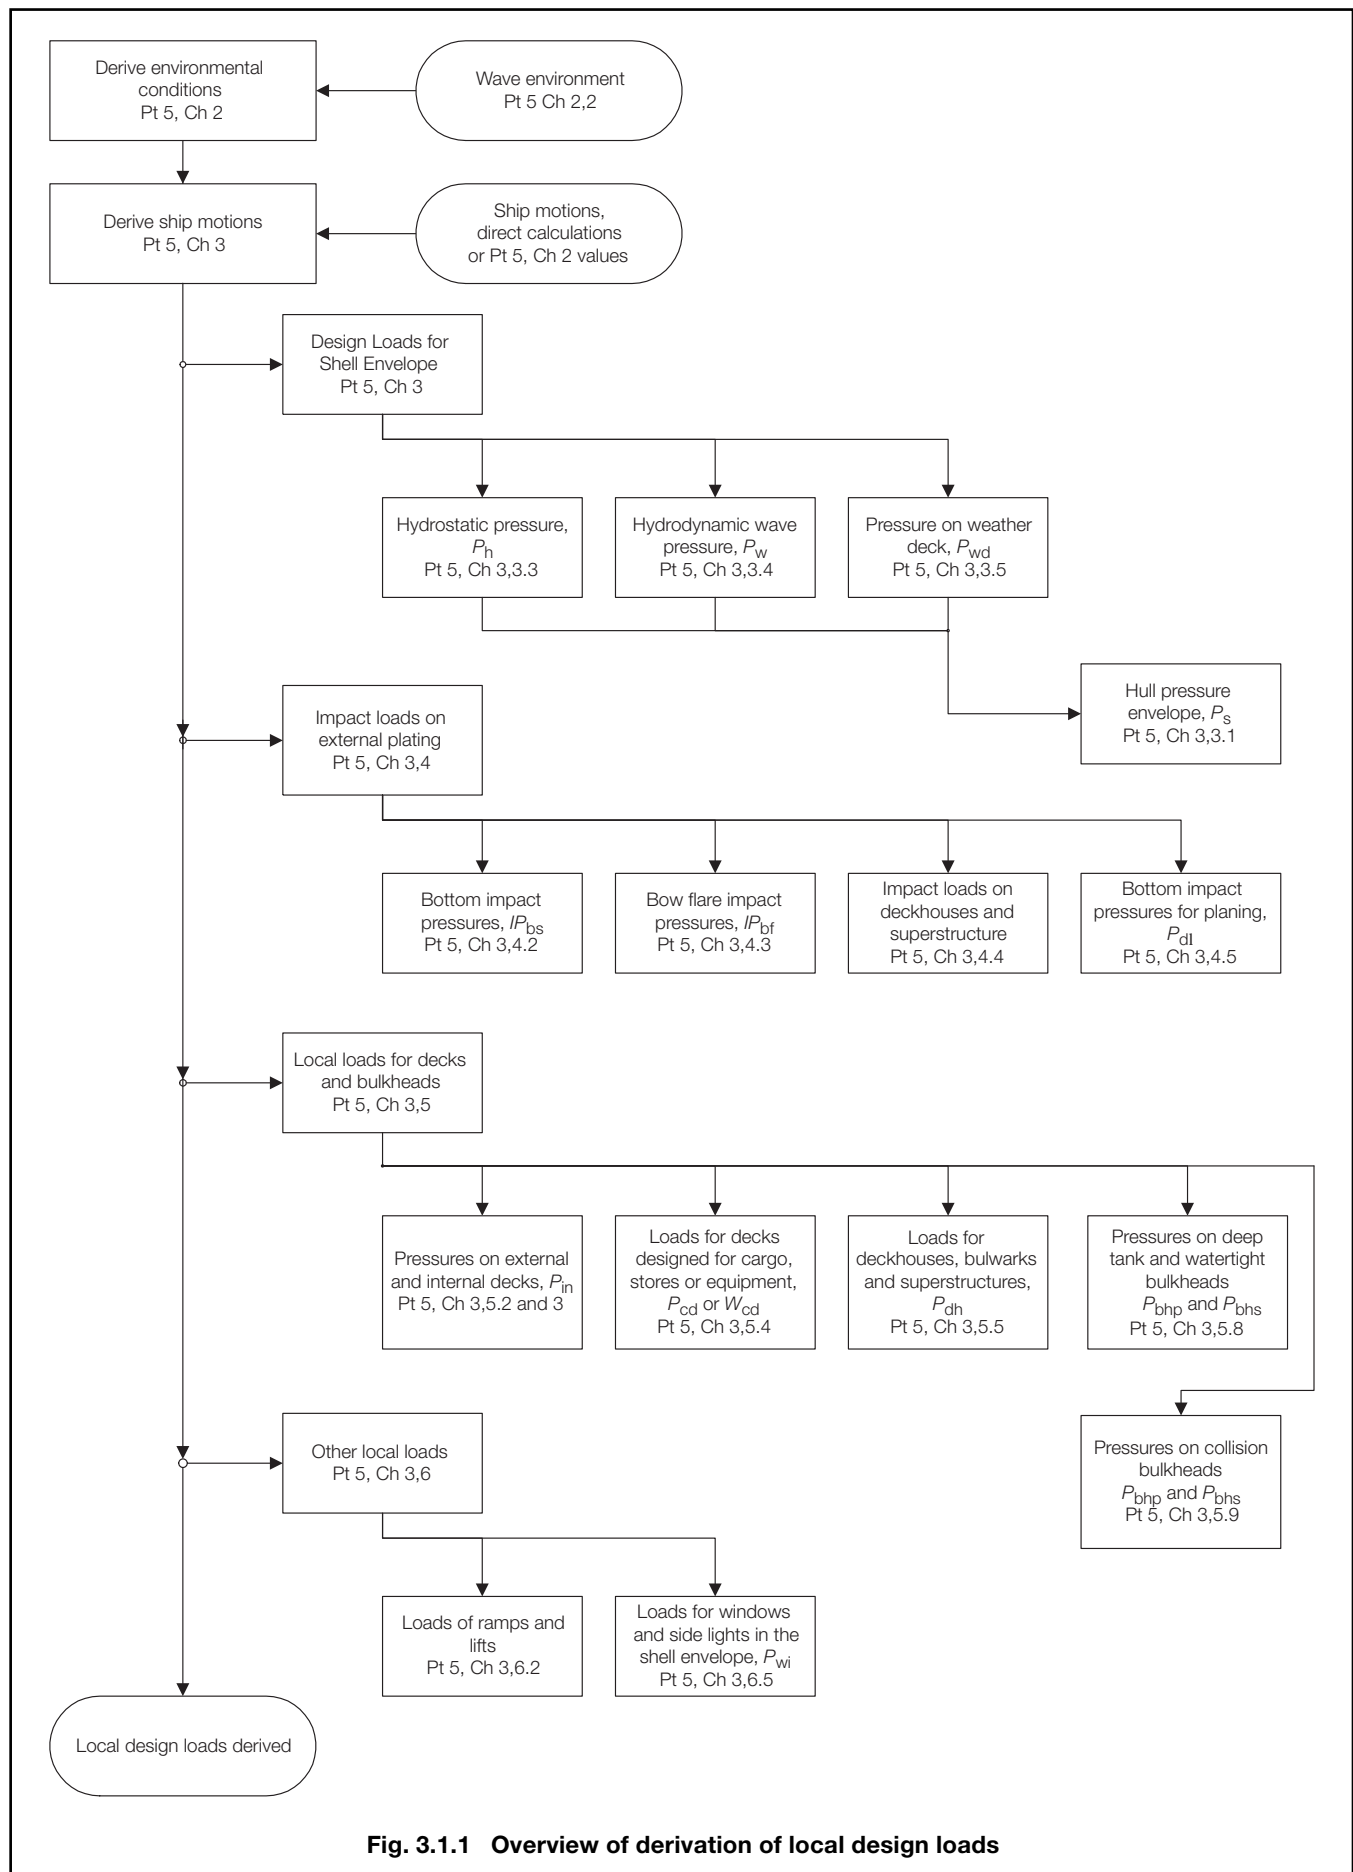 Derive environmental
conditions
Pt 5, Ch 2
Wave environment
Pt 5 Ch 2,2
Derive ship motions
Pt 5, Ch 3
Ship motions,
direct calculations
or Pt 5, Ch 2 values
Design Loads for
Shell Envelope
Pt 5, Ch 3
Hydrostatic pressure,
Ph
Pt 5, Ch 3,3.3
Hydrodynamic wave
pressure, Pw
Pt 5, Ch 3,3.4
Pressure on weather
deck, Pwd
Pt 5, Ch 3,3.5
Hull pressure
envelope, Ps
Pt 5, Ch 3,3.1
Impact loads on
external plating
Pt 5, Ch 3,4
Bottom impact
pressures, IPbs
Pt 5, Ch 3,4.2
Bow flare impact
pressures, IPbf
Pt 5, Ch 3,4.3
Impact loads on
deckhouses and
superstructure
Pt 5, Ch 3,4.4
Bottom impact
pressures for planing,
Pdl
Pt 5, Ch 3,4.5
Local loads for decks
and bulkheads
Pt 5, Ch 3,5
Pressures on external
and internal decks, Pin
Pt 5, Ch 3,5.2 and 3
Loads for decks
designed for cargo,
stores or equipment,
Pcd or Wcd
Pt 5, Ch 3,5.4
Loads for
deckhouses, bulwarks
and superstructures,
Pdh
Pt 5, Ch 3,5.5
Pressures on deep
tank and watertight
bulkheads
Pbhp and Pbhs
Pt 5, Ch 3,5.8
Pressures on collision
bulkheads
Pbhp and Pbhs
Pt 5, Ch 3,5.9
Other local loads
Pt 5, Ch 3,6
Loads of ramps and
lifts
Pt 5, Ch 3,6.2
Loads for windows
and side lights in the
shell envelope, Pwi
Pt 5, Ch 3,6.5
Local design loads derived
Fig. 3.1.1 Overview of derivation of local design loads